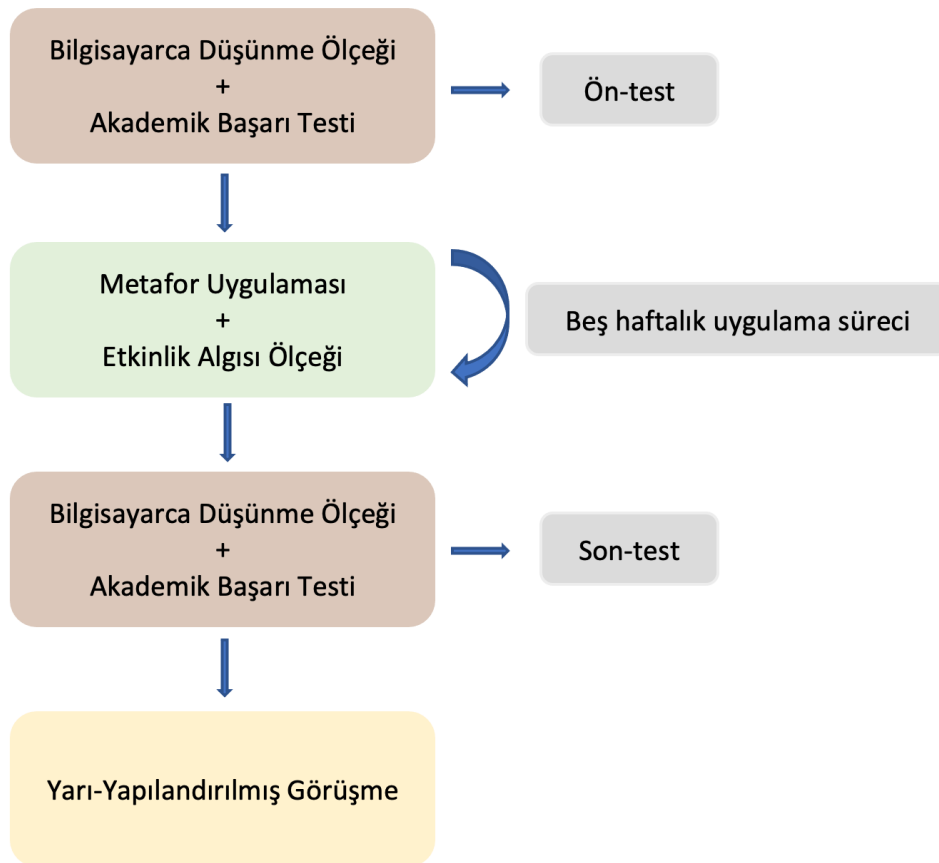 Bilgisayarca Düşünme Ölçeği
+
Akademik Başarı Testi
Ön-test
Metafor Uygulaması
+
Etkinlik Algısı Ölçeği
Beş haftalık uygulama süreci
Bilgisayarca Düşünme Ölçeği
+
Akademik Başarı Testi
Son-test
Yarı-Yapılandırılmış Görüşme